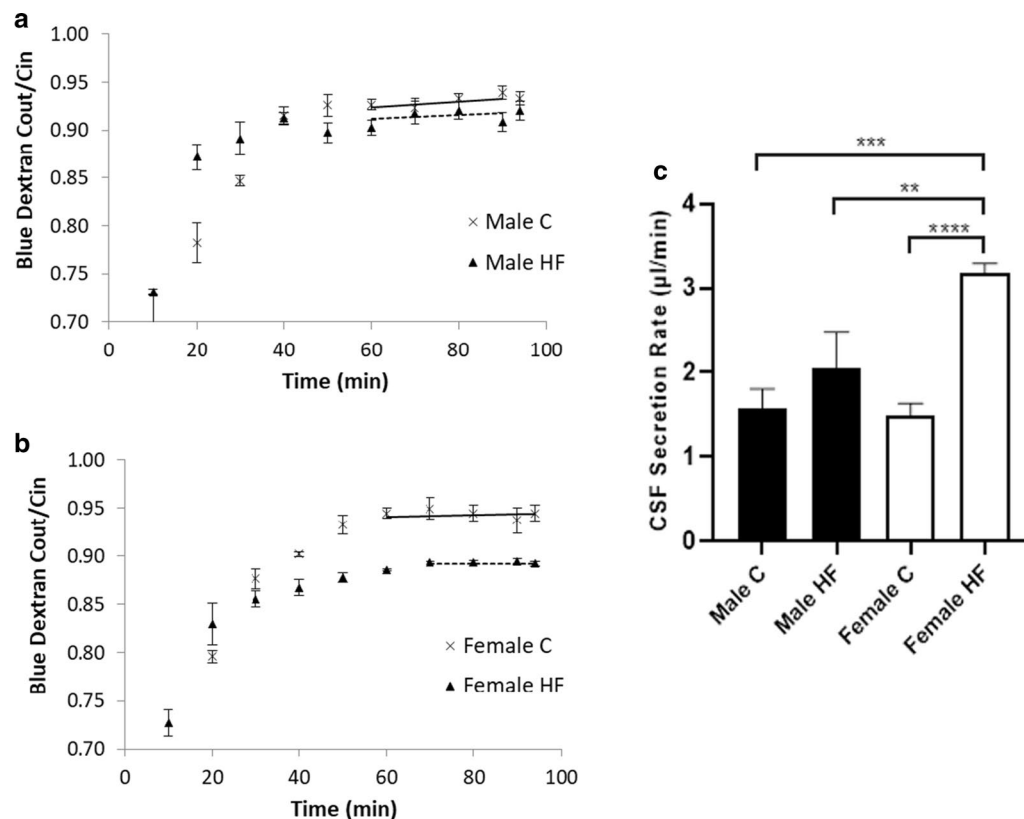 a
1.00
0.95
0.90
0.85
0.80
0.75
0.70
0 20 40 60 80 100
Blue Dextran Cout/Cin
Time (min)
Male C
Male HF
b
1.00
0.95
0.90
0.85
0.80
0.75
0.70
0 20 40 60 80 100
Blue Dextran Cout/Cin
Time (min)
Female C
Female HF
c
***
**
****
4
3
2
1
0
CSF Secretion Rate (µl/min)
Male C
Male HF
Female C
Female HF